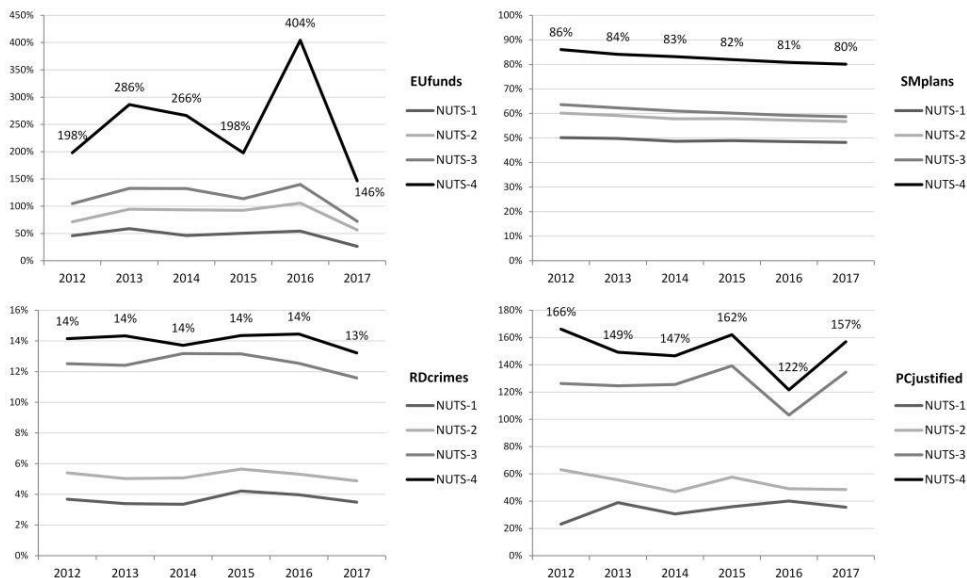 450%
400%
350%
300%
250%
200%
150%
100%
50%
0%
198%
286%
266%
198%
404%
146%
2012 2013 2014 2015 2016 2017
EUfunds
NUTS-1
NUTS-2
NUTS-3
NUTS-4
100%
90%
80%
70%
60%
50%
40%
30%
20%
10%
0%
86%
84%
83%
82%
81%
80%
2012 2013 2014 2015 2016 2017
SMplans
NUTS-1
NUTS-2
NUTS-3
NUTS-4
16%
14%
12%
10%
8%
6%
4%
2%
0%
14%
14%
14%
14%
14%
13%
2012 2013 2014 2015 2016 2017
RDcrimes
NUTS-1
NUTS-2
NUTS-3
NUTS-4
180%
160%
140%
120%
100%
80%
60%
40%
20%
0%
166%
149%
147%
162%
122%
157%
2012 2013 2014 2015 2016 2017
PCjustified
NUTS-1
NUTS-2
NUTS-3
NUTS-4